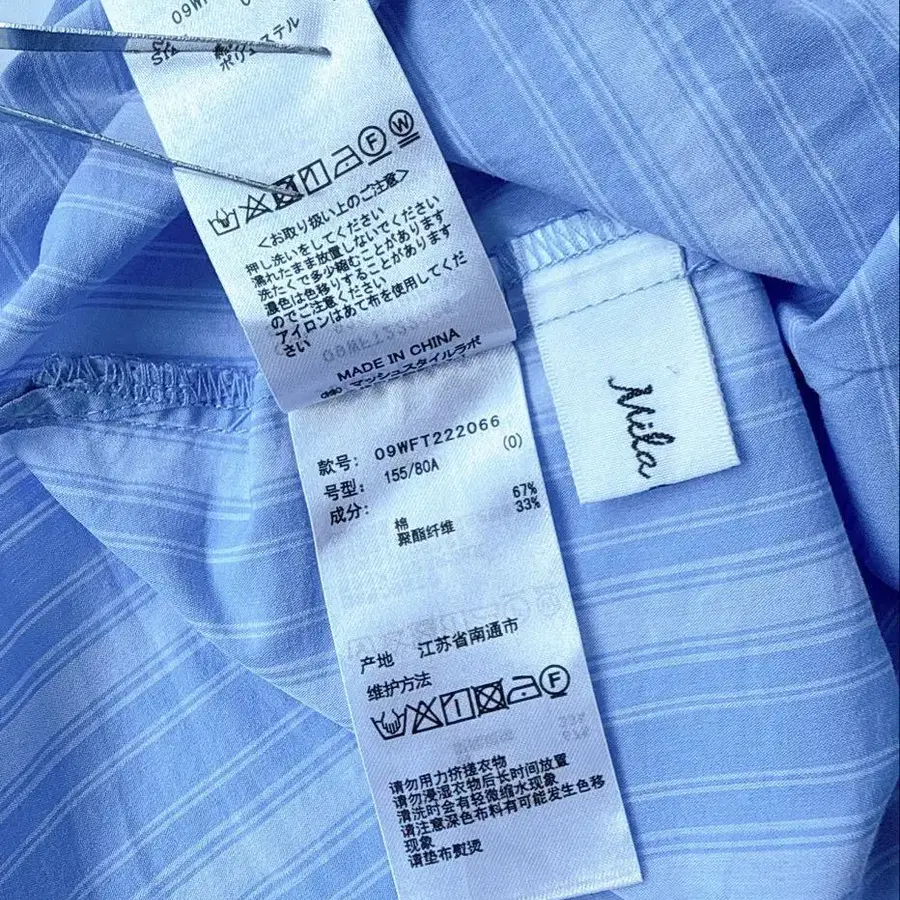 ポリエステル
F
W
<お取り扱い上のご注意>
押し洗いをしてください
濡れたまま放置しないでください
洗たくで多少縮むことがあります
濃色は色移りすることがあります
のでご注意ください
アイロンはあて布を使用してくだ
さい
MADE IN CHINA
マッシュスタイルラボ
款号: 09WFT222066
(0)
号型: 155/80A
成分:
棉 67%
聚酯纤维 33%
产地 江苏省南通市
维护方法
F
请勿用力挤搓衣物
请勿浸湿衣物后长时间放置
清洗时会有轻微缩水现象
请注意深色布料有可能发生色移
现象
请垫布熨烫
Mila